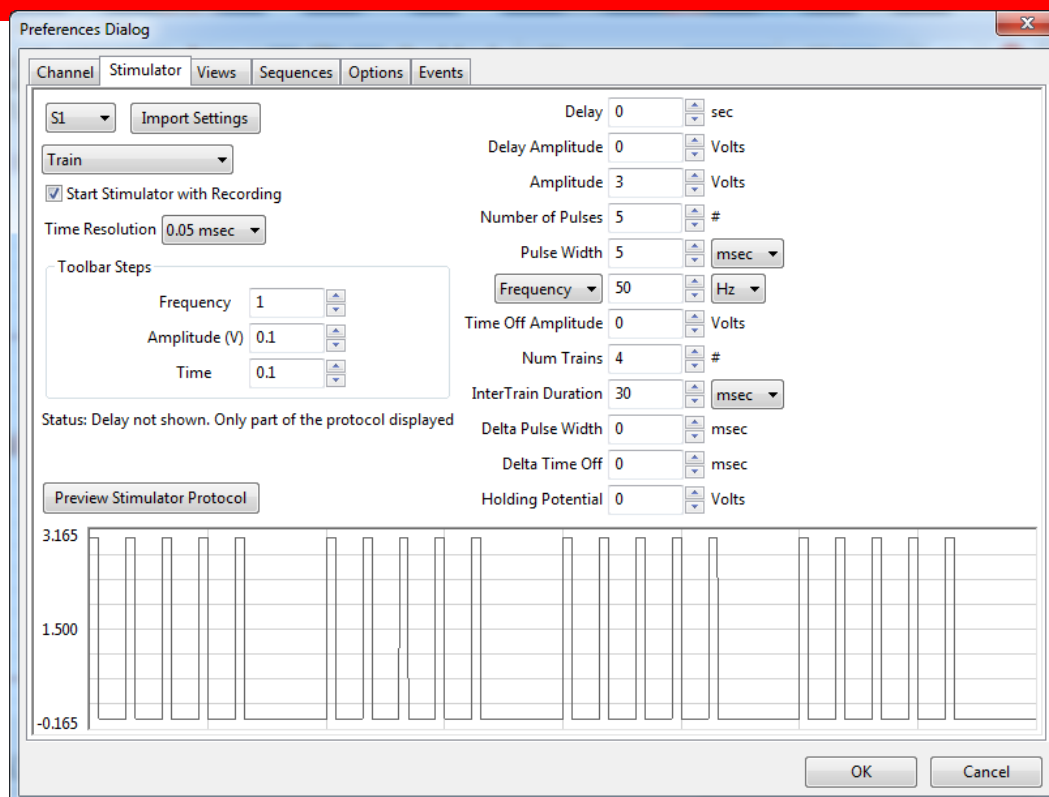 Preferences Dialog
Channel Stimulator Views Sequences Options Events
S1 Import Settings
Train
Start Stimulator with Recording
Time Resolution 0.05 msec
Toolbar Steps
Frequency 1
Amplitude (V) 0.1
Time 0.1
Status: Delay not shown. Only part of the protocol displayed
Preview Stimulator Protocol
Delay 0 sec
Delay Amplitude 0 Volts
Amplitude 3 Volts
Number of Pulses 5 #
Pulse Width 5 msec
Frequency 50 Hz
Time Off Amplitude 0 Volts
Num Trains 4 #
InterTrain Duration 30 msec
Delta Pulse Width 0 msec
Delta Time Off 0 msec
Holding Potential 0 Volts
3.165
1.500
-0.165
OK Cancel